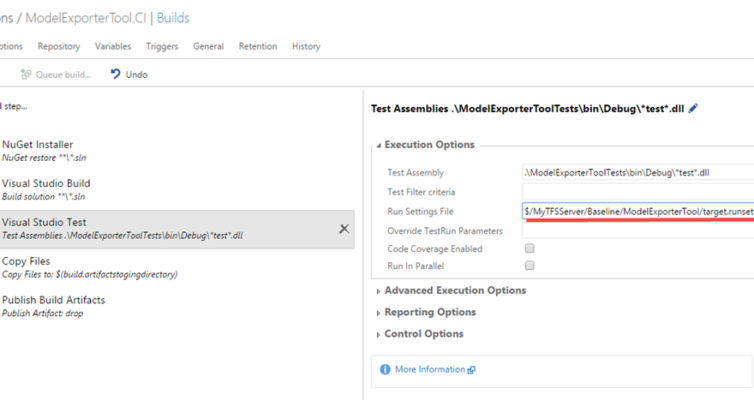 ons / ModelExporterTool.CI | Builds
ptions Repository Variables Triggers General Retention History
Queue build... Undo
d step...
NuGet Installer
NuGet restore **\*.sln
Visual Studio Build
Build solution **\*.sln
Visual Studio Test
Test Assemblies .\ModelExporterToolTests\bin\Debug\*test*.dll
Copy Files
Copy Files to: $(build.artifactstagingdirectory)
Publish Build Artifacts
Publish Artifact: drop
Test Assemblies .\ModelExporterToolTests\bin\Debug\*test*.dll
Execution Options
Test Assembly .\ModelExporterToolTests\bin\Debug\*test*.dll
Test Filter criteria
Run Settings File $/MyTFSServer/Baseline/ModelExporterTool/target.runset
Override TestRun Parameters
Code Coverage Enabled
Run In Parallel
Advanced Execution Options
Reporting Options
Control Options
More Information